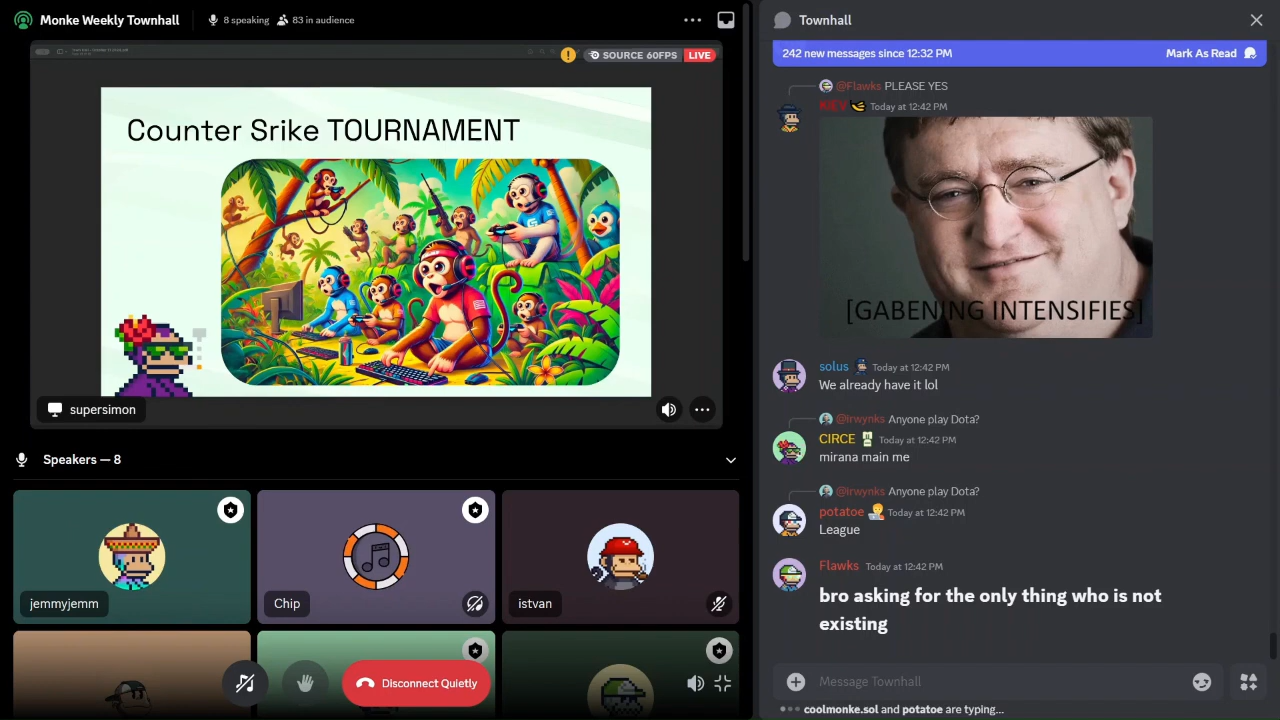 Monke Weekly Townhall
8 speaking
83 in audience
SOURCE 60FPS
LIVE
Counter Srike TOURNAMENT
supersimon
Speakers — 8
jemmyjemm
Chip
istvan
Disconnect Quietly
Townhall
242 new messages since 12:32 PM
Mark As Read
@Flawks PLEASE YES
KIEV Today at 12:42 PM
[GABENING INTENSIFIES]
solus Today at 12:42 PM
We already have it lol
@irwynks Anyone play Dota?
CIRCE Today at 12:42 PM
mirana main me
@irwynks Anyone play Dota?
potatoe Today at 12:42 PM
League
Flawks Today at 12:42 PM
bro asking for the only thing who is not
existing
Message Townhall
coolmonke.sol and potatoe are typing...